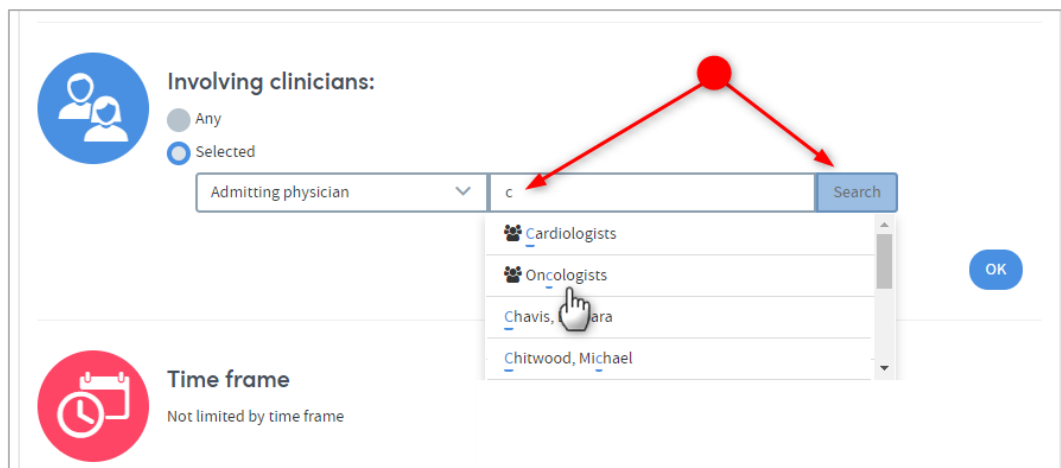 Involving clinicians:
Any
Selected
Admitting physician
c
Search
Cardiologists
Oncologists
Chavis, ara
Chitwood, Michael
OK
Time frame
Not limited by time frame